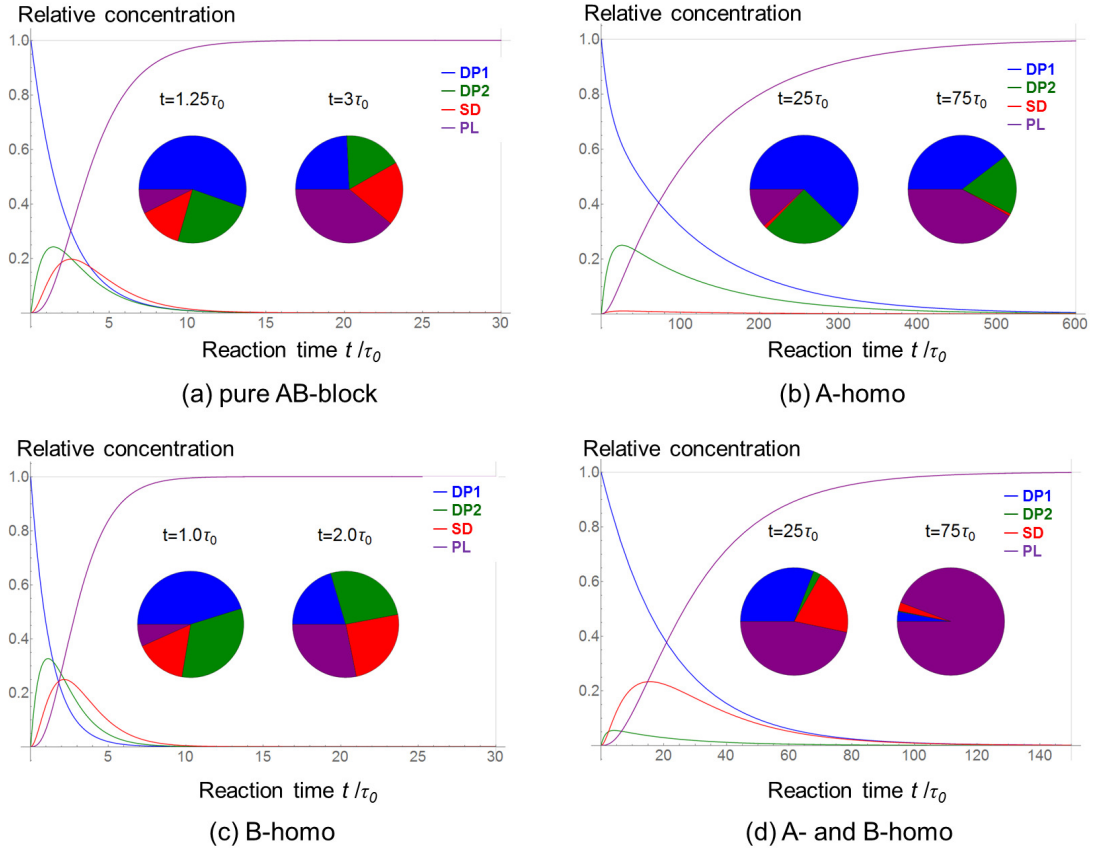 Relative concentration
1.0
0.8
0.6
0.4
0.2
5
10
15
20
25
30
DP1
DP2
SD
PL
t=1.25τ0
t=3τ0
Reaction time t /τ0
(a) pure AB-block
Relative concentration
1.0
0.8
0.6
0.4
0.2
100
200
300
400
500
600
DP1
DP2
SD
PL
t=25τ0
t=75τ0
Reaction time t /τ0
(b) A-homo
Relative concentration
1.0
0.8
0.6
0.4
0.2
5
10
15
20
25
30
DP1
DP2
SD
PL
t=1.0τ0
t=2.0τ0
Reaction time t /τ0
(c) B-homo
Relative concentration
1.0
0.8
0.6
0.4
0.2
20
40
60
80
100
120
140
DP1
DP2
SD
PL
t=25τ0
t=75τ0
Reaction time t /τ0
(d) A- and B-homo